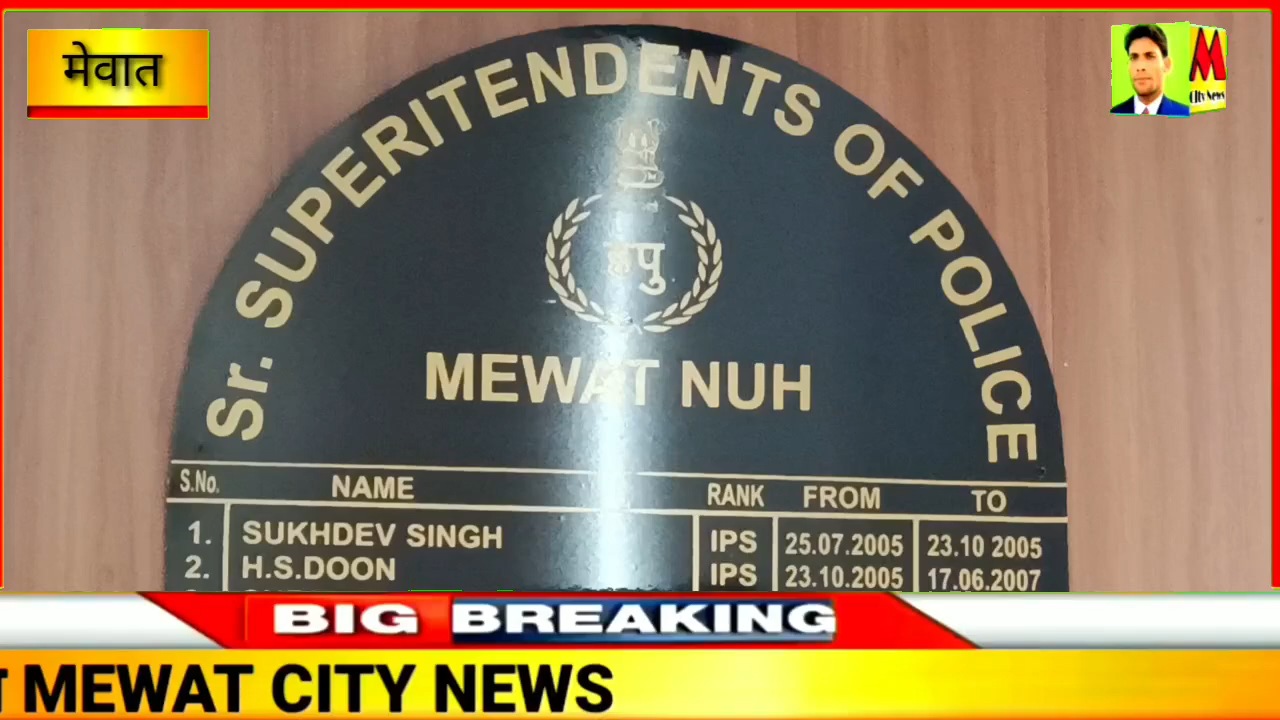 मेवात
M
City News
Sr. SUPERITENDENTS OF POLICE
हपु
MEWAT NUH
S.No. NAME RANK FROM TO
1. SUKHDEV SINGH IPS 25.07.2005 23.10 2005
2. H.S.DOON IPS 23.10.2005 17.06.2007
BIG BREAKING
MEWAT CITY NEWS